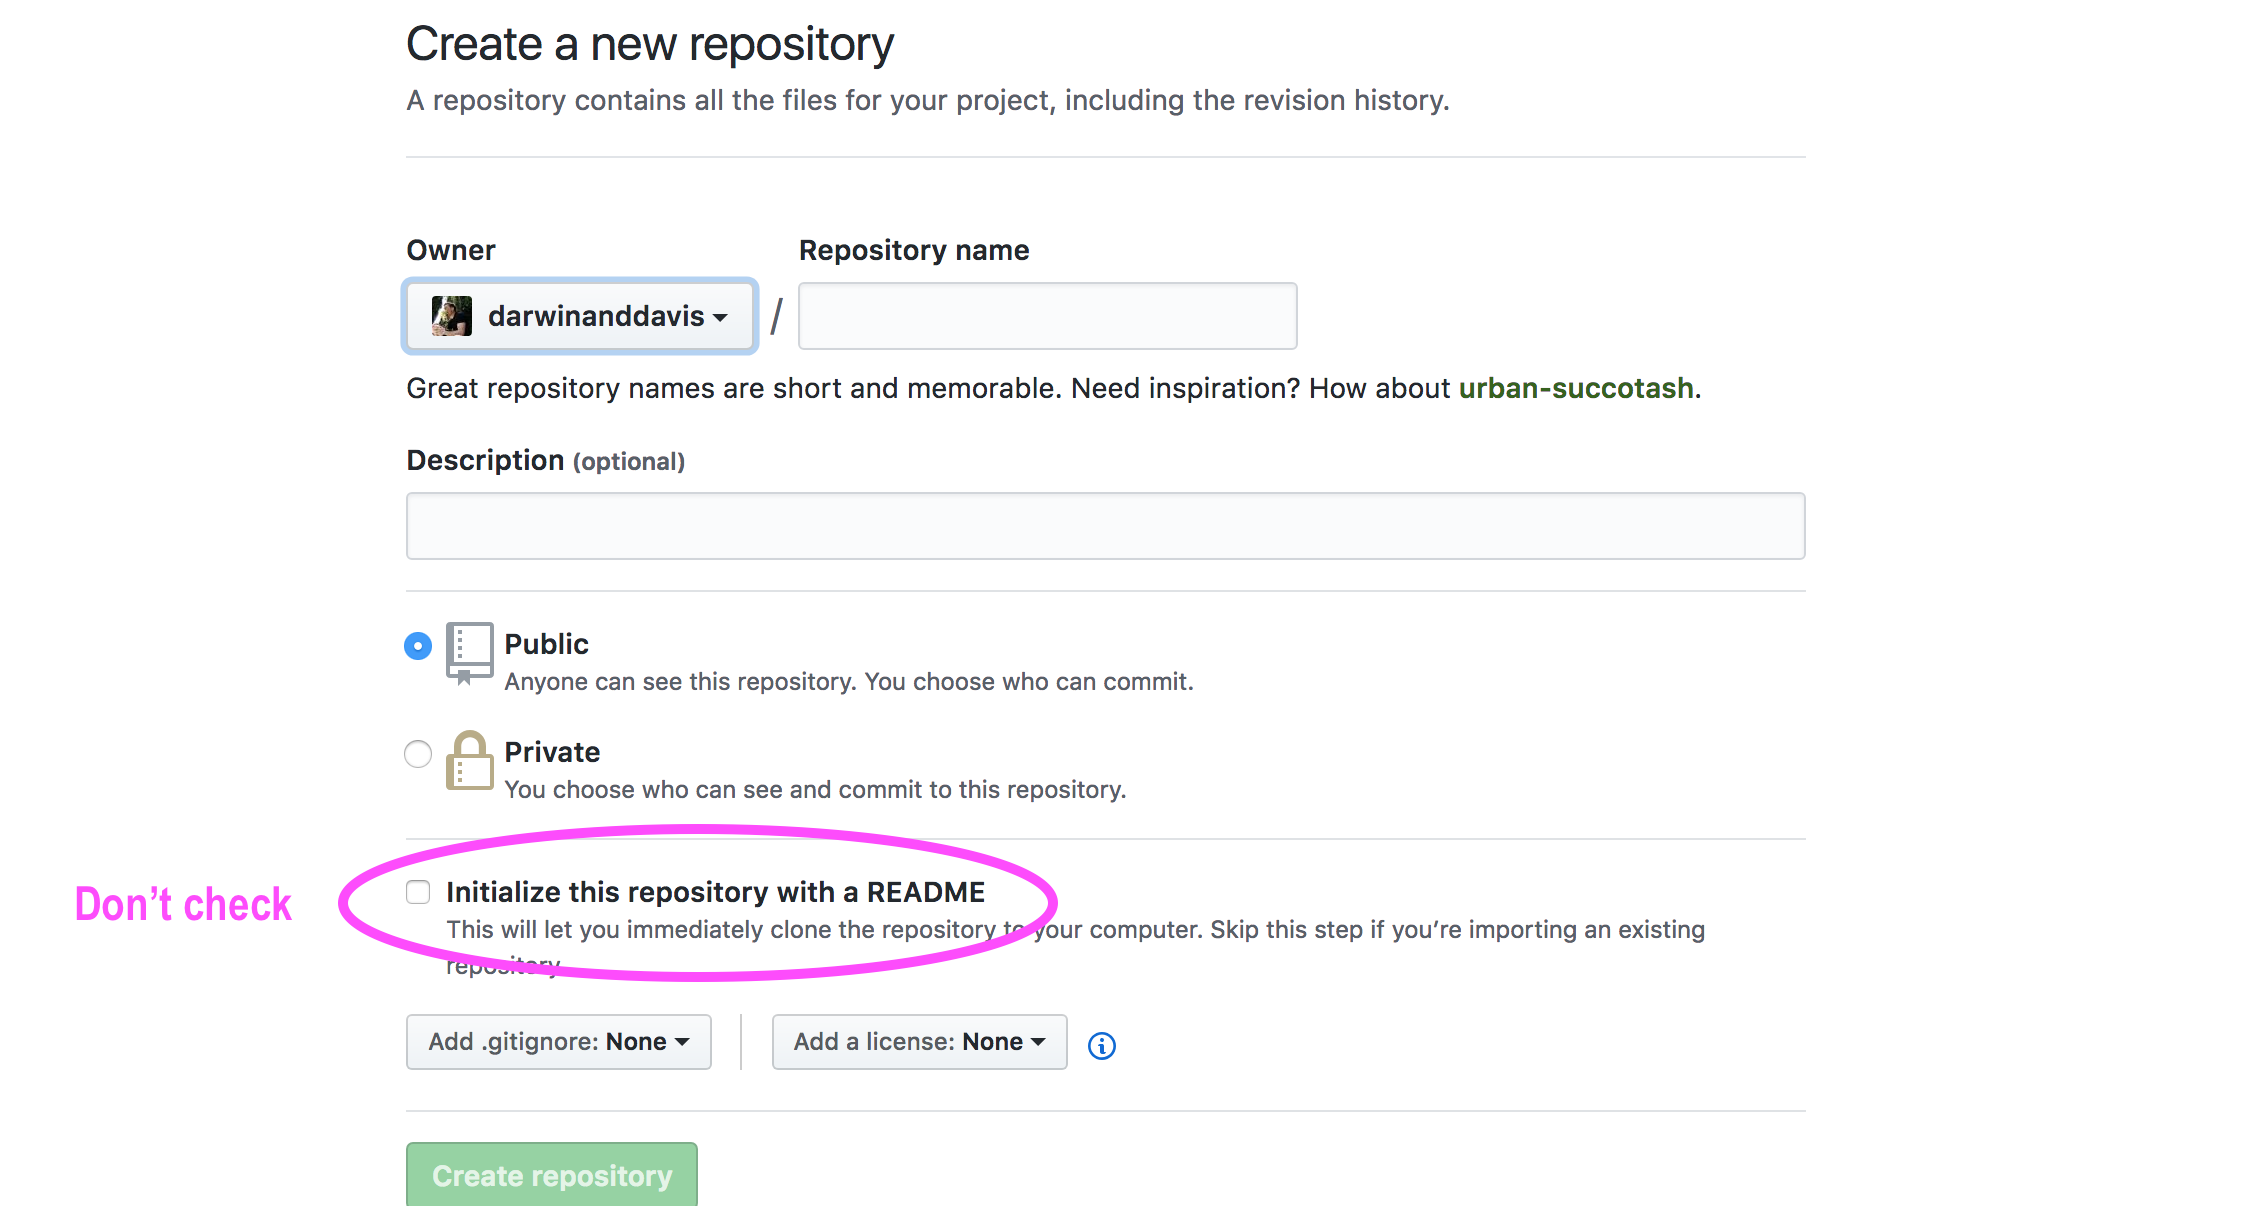 Create a new repository
A repository contains all the files for your project, including the revision history.
Owner
Repository name
darwinanddavis
/
Great repository names are short and memorable. Need inspiration? How about urban-succotash.
Description (optional)
Public
Anyone can see this repository. You choose who can commit.
Private
You choose who can see and commit to this repository.
Don’t check
Initialize this repository with a README
This will let you immediately clone the repository to your computer. Skip this step if you’re importing an existing
repository.
Add .gitignore: None
Add a license: None
Create repository